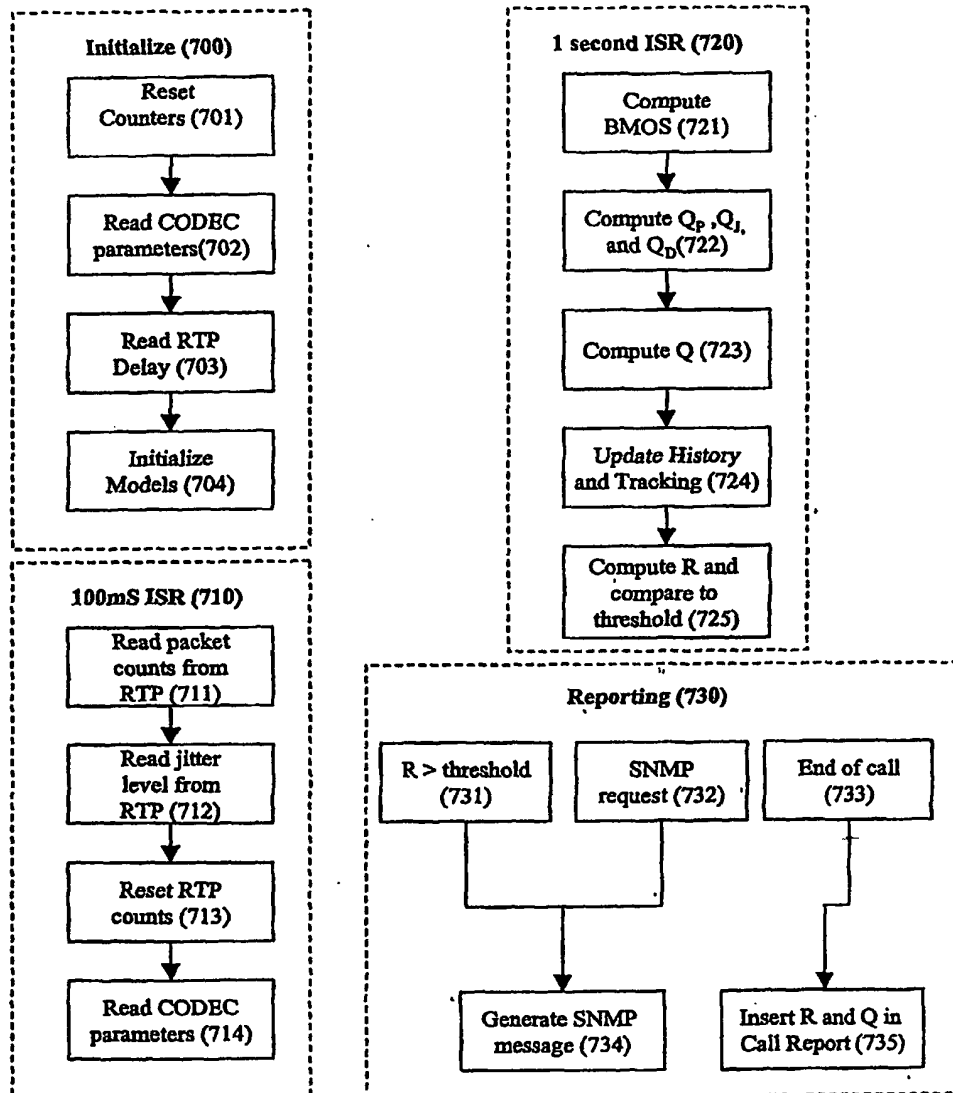 Initialize (700)
Reset
Counters (701)
Read CODEC
parameters(702)
Read RTP
Delay (703)
Initialize
Models (704)
100mS ISR (710)
Read packet
counts from
RTP (711)
Read jitter
level from
RTP (712)
Reset RTP
counts (713)
Read CODEC
parameters (714)
1 second ISR (720)
Compute
BMOS (721)
Compute QP ,QJ,
and QD(722)
Compute Q (723)
Update History
and Tracking (724)
Compute R and
compare to
threshold (725)
Reporting (730)
R > threshold
(731)
SNMP
request (732)
End of call
(733)
Generate SNMP
message (734)
Insert R and Q in
Call Report (735)